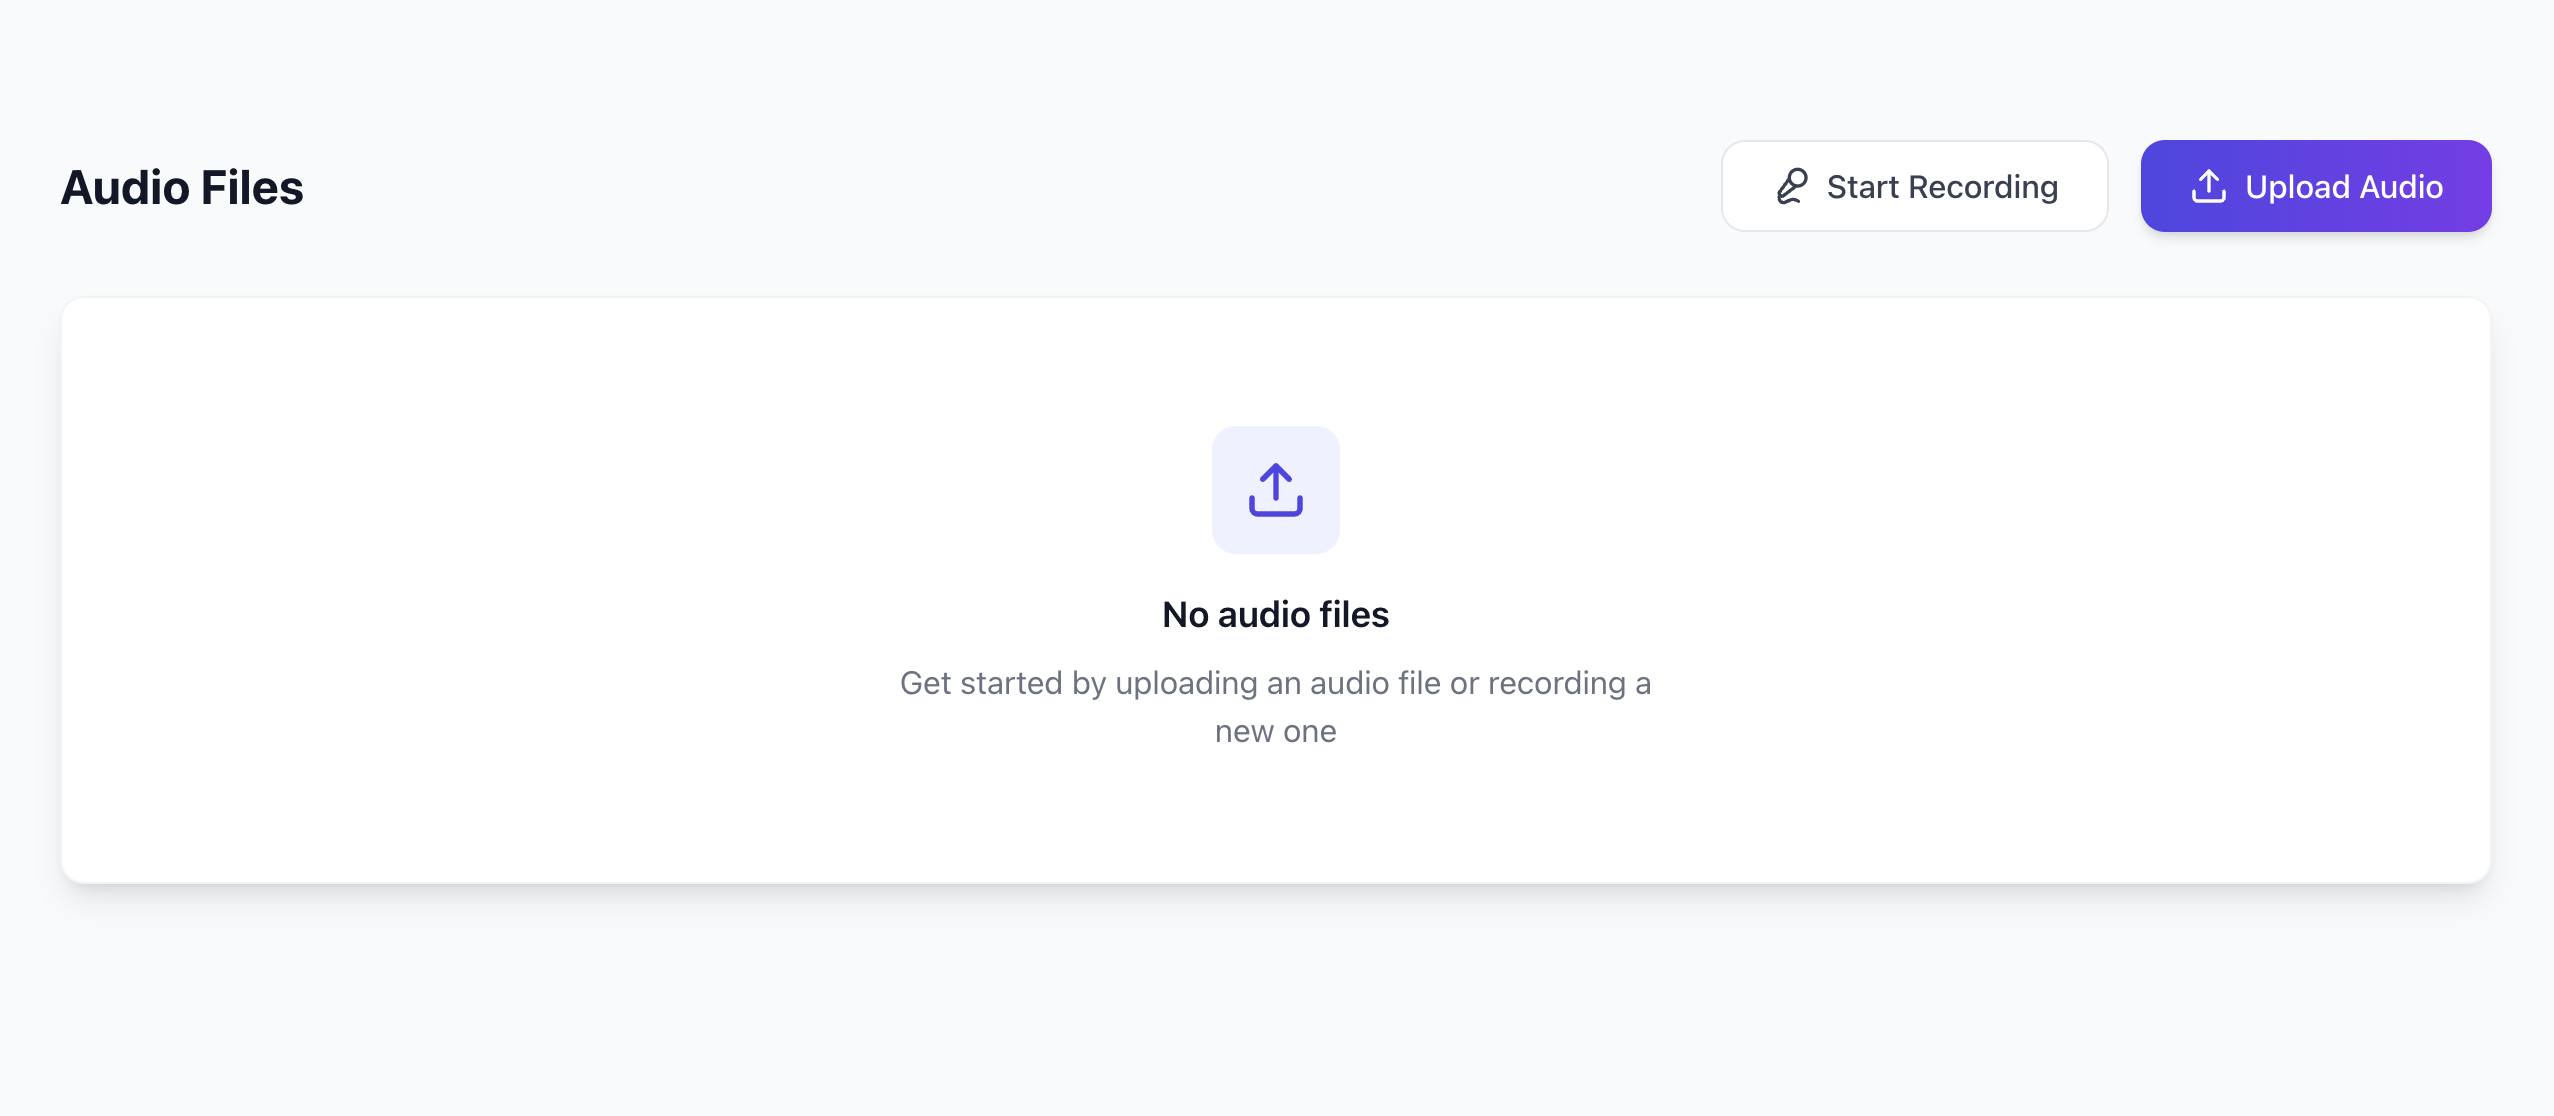 Audio Files
Start Recording
Upload Audio
No audio files
Get started by uploading an audio file or recording a
new one